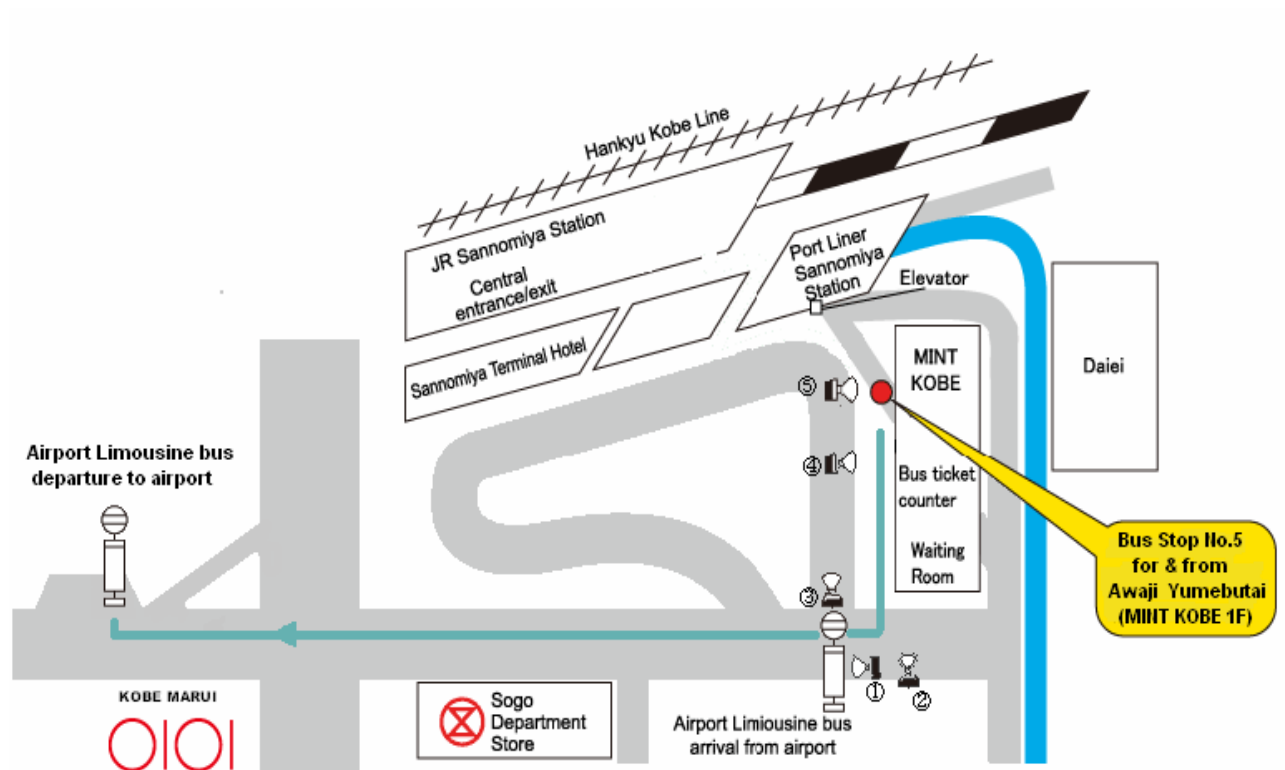 Hankyu Kobe Line
JR Sannomiya Station
Central
entrance/exit
Port Liner
Sannomiya
Station
Elevator
Sannomiya Terminal Hotel
MINT
KOBE
Daiei
⑤
④
Airport Limousine bus
departure to airport
Bus ticket
counter
Waiting
Room
Bus Stop No.5
for & from
Awaji Yumebutai
(MINT KOBE 1F)
③
①
②
KOBE MARUI
OIOI
Sogo
Department
Store
Airport Limiousine bus
arrival from airport